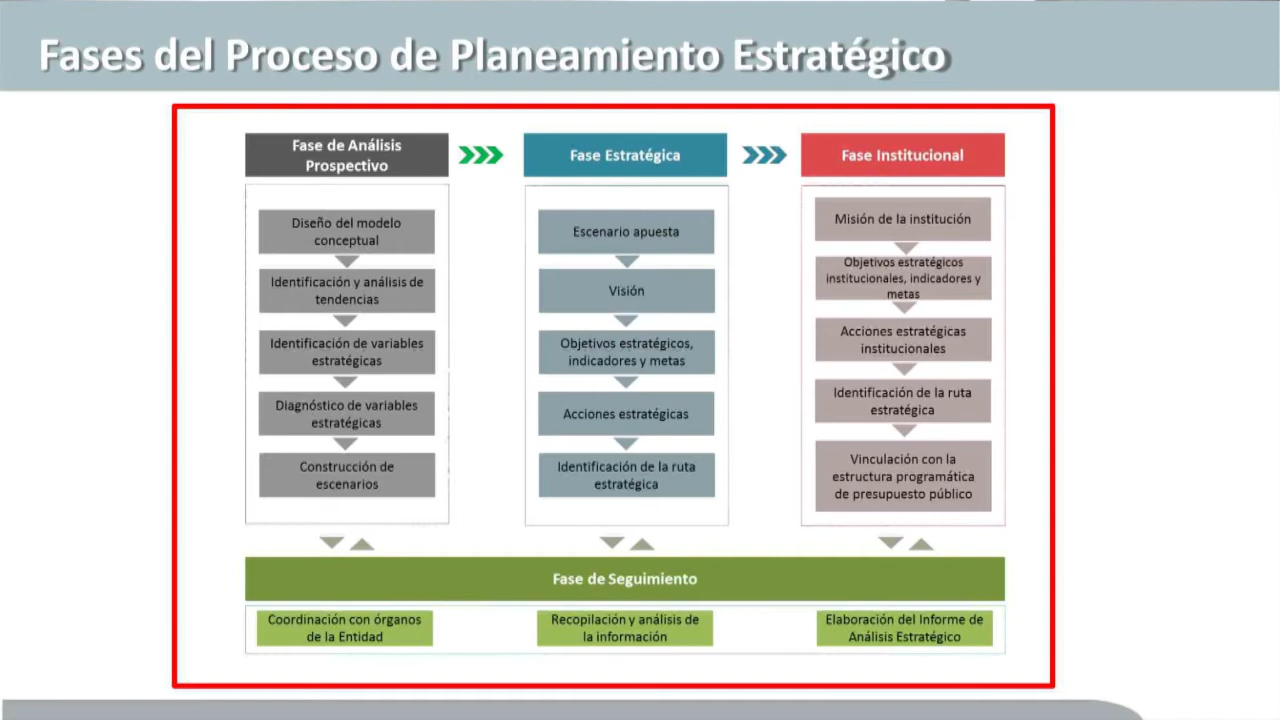 Fases del Proceso de Planeamiento Estratégico
Fase de Análisis
Prospectivo
Diseño del modelo
conceptual
Identificación y análisis de
tendencias
Identificación de variables
estratégicas
Diagnóstico de variables
estratégicas
Construcción de
escenarios
Fase Estratégica
Escenario apuesta
Visión
Objetivos estratégicos,
indicadores y metas
Acciones estratégicas
Identificación de la ruta
estratégica
Fase Institucional
Misión de la institución
Objetivos estratégicos
institucionales, indicadores y
metas
Acciones estratégicas
institucionales
Identificación de la ruta
estratégica
Vinculación con la
estructura programática
de presupuesto público
Fase de Seguimiento
Coordinación con órganos
de la Entidad
Recopilación y análisis de
la información
Elaboración del Informe de
Análisis Estratégico